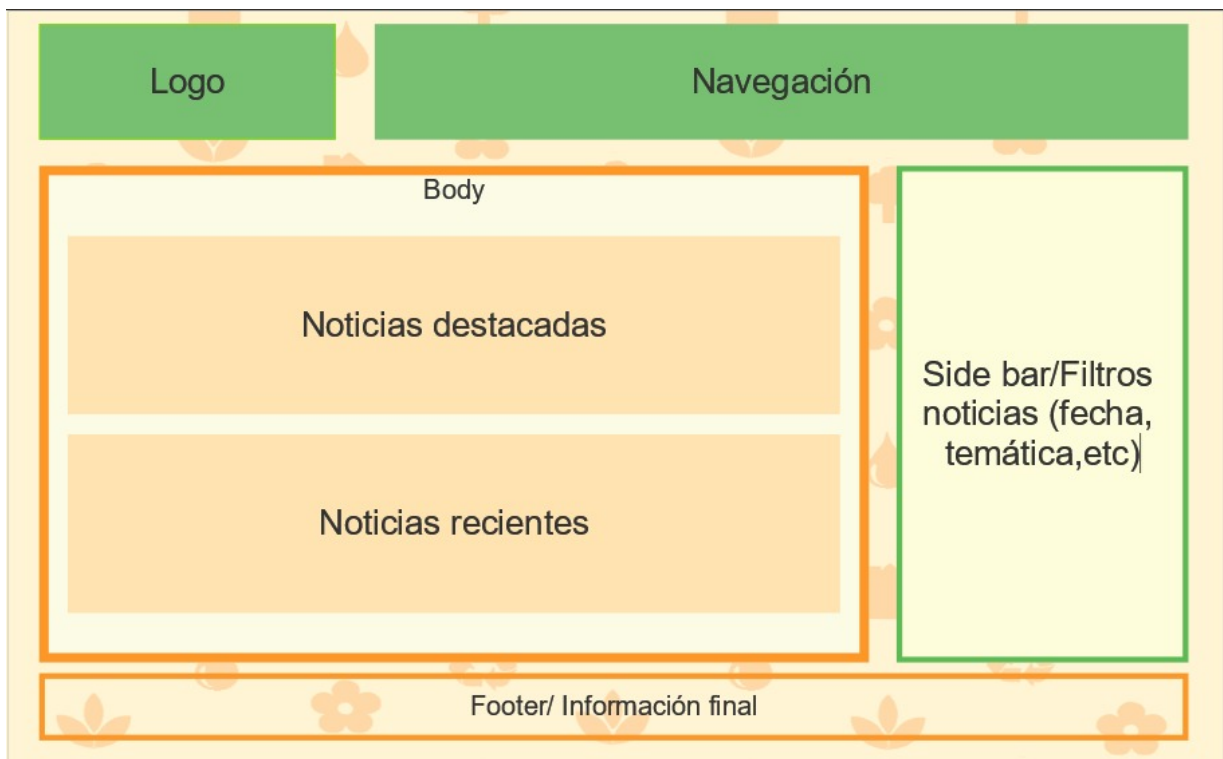 Logo
Navegación
Body
Noticias destacadas
Noticias recientes
Side bar/Filtros
noticias (fecha,
temática,etc)
Footer/ Información final